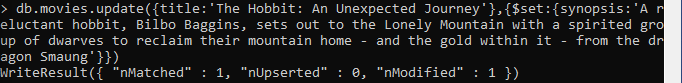 > db.movies.update({title:'The Hobbit: An Unexpected Journey'},{$set:{synopsis:'A r
eluctant hobbit, Bilbo Baggins, sets out to the Lonely Mountain with a spirited gro
up of dwarves to reclaim their mountain home - and the gold within it - from the dr
agon Smaung'}})
WriteResult({ "nMatched" : 1, "nUpserted" : 0, "nModified" : 1 })